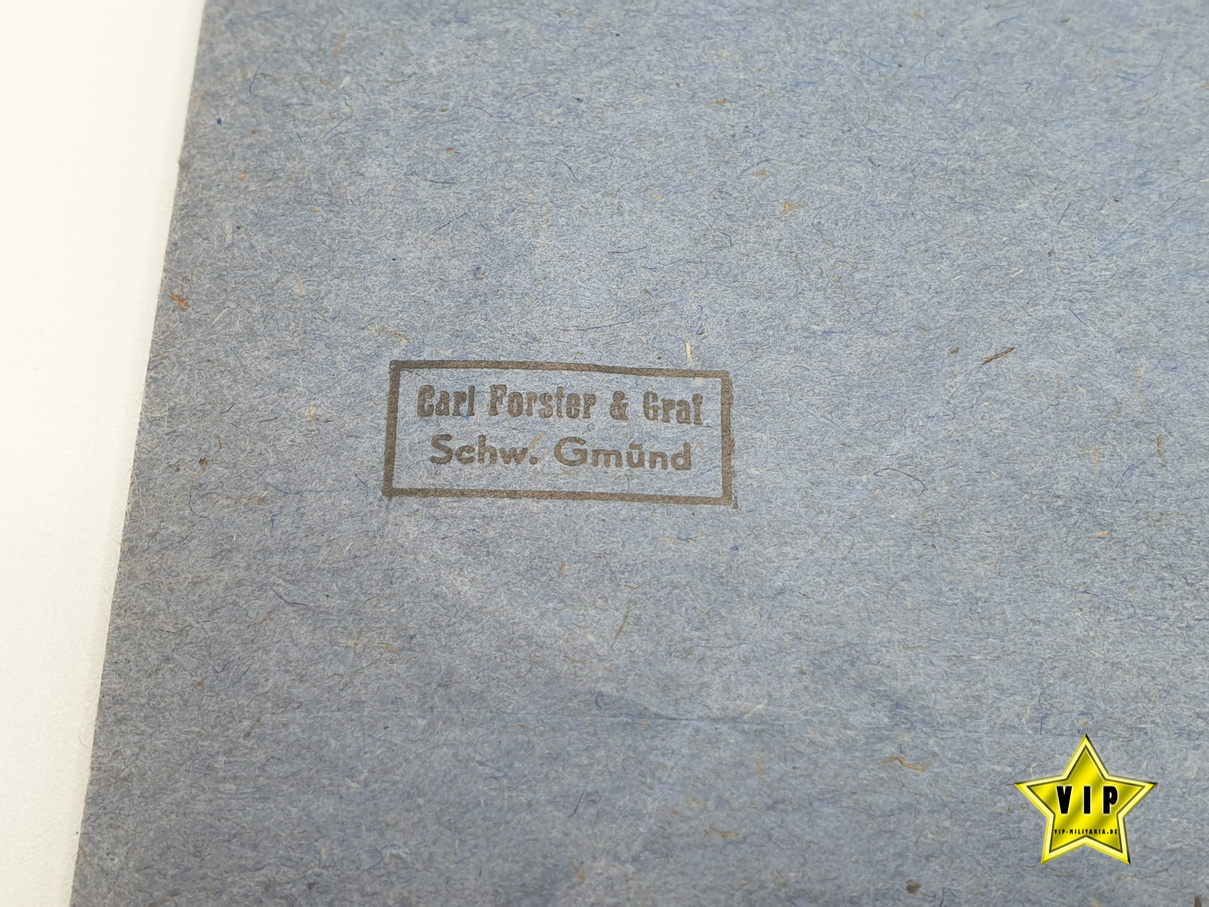 Carl Forster & Graf
Schw. Gmünd
VIP
VIP-MILITARIA.DE